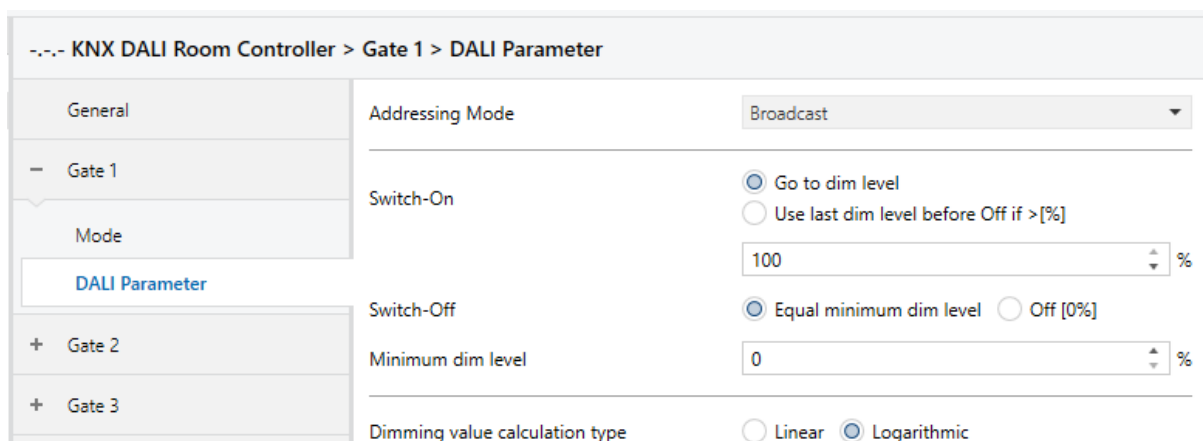 -.-.- KNX DALI Room Controller > Gate 1 > DALI Parameter
General
Addressing Mode
Broadcast
− Gate 1
Switch-On
Go to dim level
Use last dim level before Off if >[%]
Mode
100 %
DALI Parameter
Switch-Off
Equal minimum dim level Off [0%]
+ Gate 2
Minimum dim level
0 %
+ Gate 3
Dimming value calculation type
Linear Logarithmic